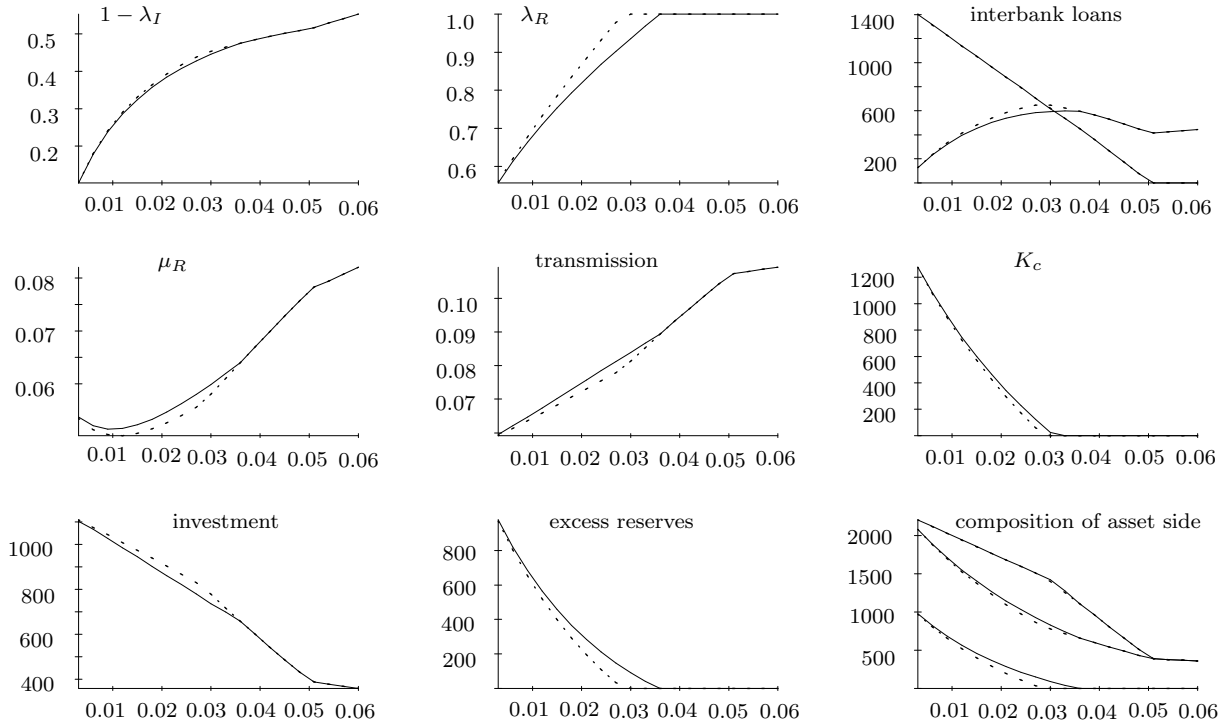 1 − λ_I
0.5
0.4
0.3
0.2
0.01 0.02 0.03 0.04 0.05 0.06
λ_R
1.0
0.9
0.8
0.7
0.6
0.01 0.02 0.03 0.04 0.05 0.06
interbank loans
1400
1000
600
200
0.01 0.02 0.03 0.04 0.05 0.06
μ_R
0.08
0.07
0.06
0.01 0.02 0.03 0.04 0.05 0.06
transmission
0.10
0.09
0.08
0.07
0.01 0.02 0.03 0.04 0.05 0.06
K_c
1200
1000
800
600
400
200
0.01 0.02 0.03 0.04 0.05 0.06
investment
1000
800
600
400
0.01 0.02 0.03 0.04 0.05 0.06
excess reserves
800
600
400
200
0.01 0.02 0.03 0.04 0.05 0.06
composition of asset side
2000
1500
1000
500
0.01 0.02 0.03 0.04 0.05 0.06